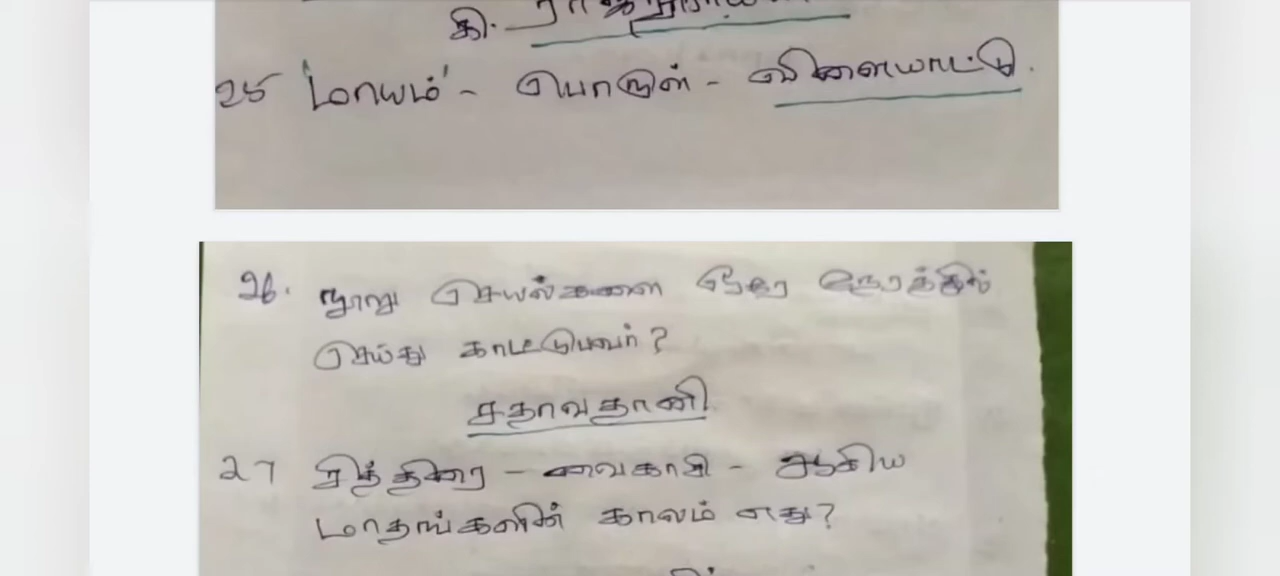 கி.
25 'மாயம்' - பொருள் - விளையாட்டு.
26. நூறு செயல்களை ஒரே நேரத்தில்
செய்து காட்டுபவர்?
சதாவதானி
27 சித்திரை - வைகாசி - ஆகிய
மாதங்களின் காலம் எது?